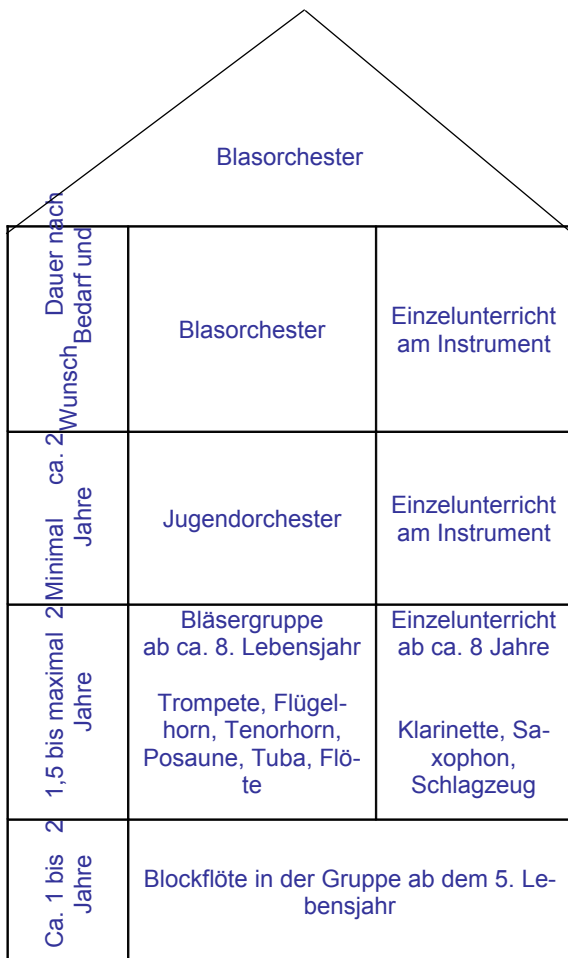 Blasorchester
Dauer nach
Bedarf und
Wunsch
Blasorchester
Einzelunterricht
am Instrument
Minimal ca. 2
Jahre
Jugendorchester
Einzelunterricht
am Instrument
1,5 bis maximal 2
Jahre
Bläsergruppe
ab ca. 8. Lebensjahr
Trompete, Flügel-
horn, Tenorhorn,
Posaune, Tuba, Flö-
te
Einzelunterricht
ab ca. 8 Jahre
Klarinette, Sa-
xophon,
Schlagzeug
Ca. 1 bis 2
Jahre
Blockflöte in der Gruppe ab dem 5. Le-
bensjahr